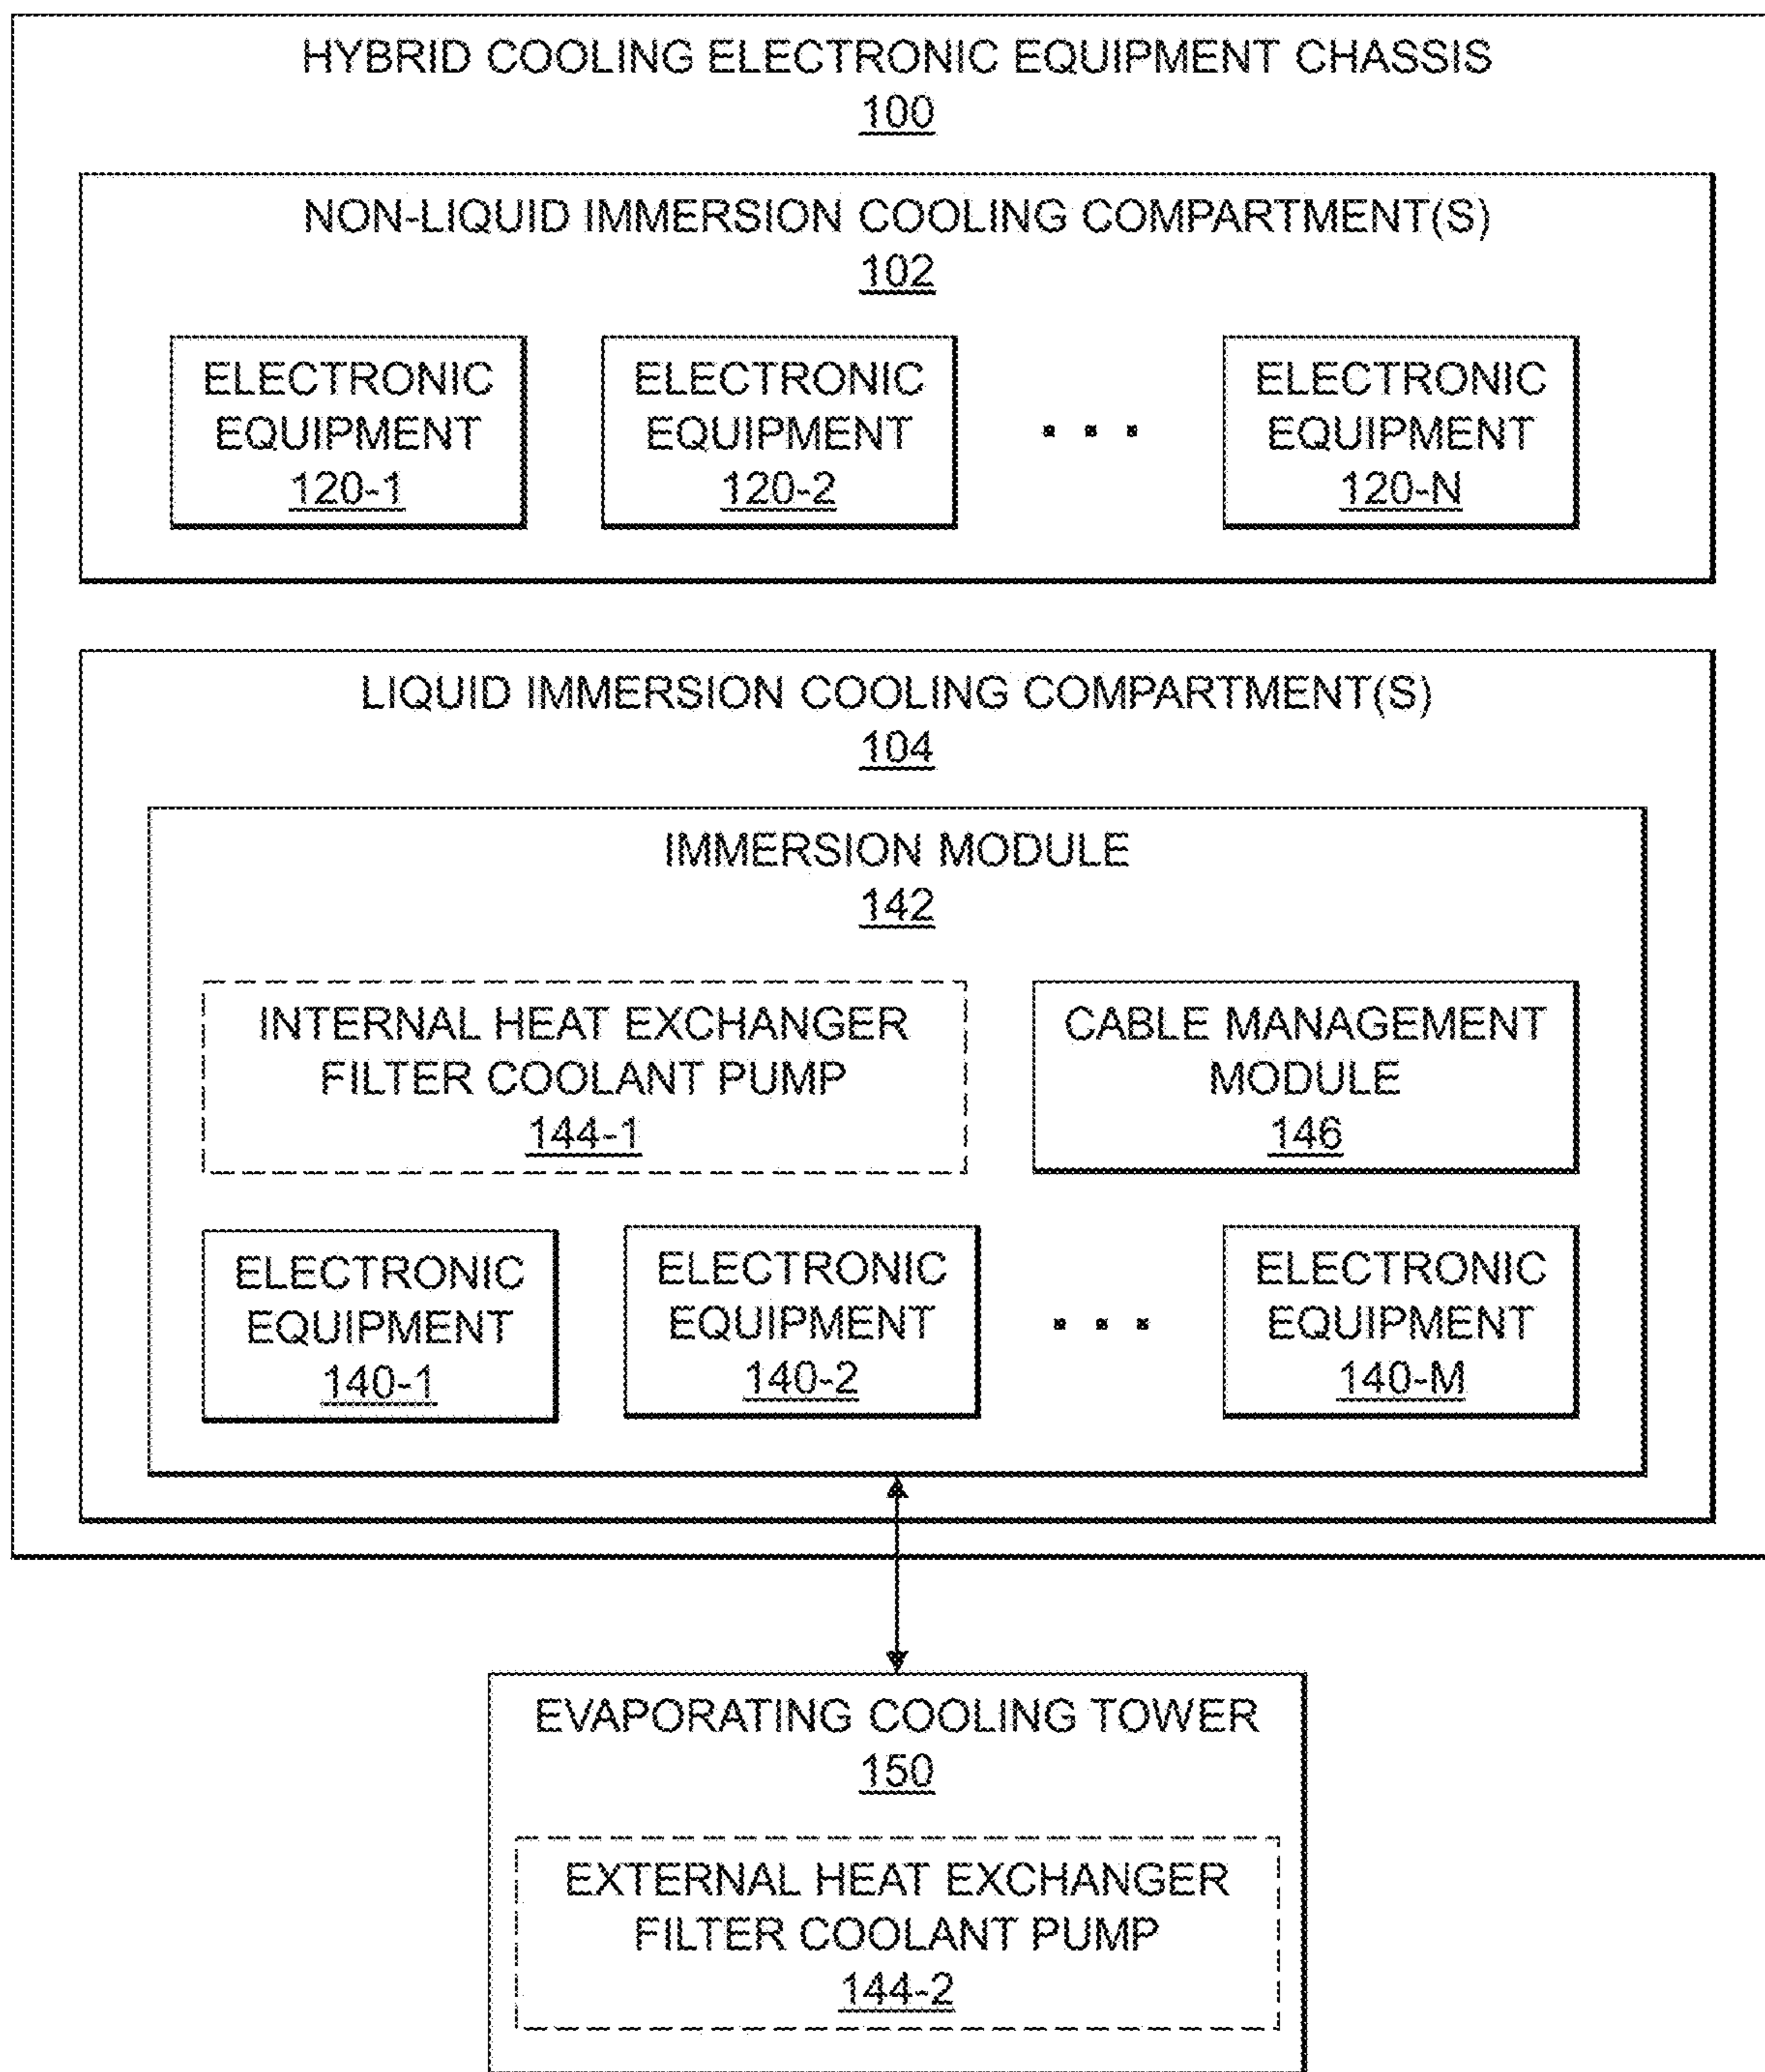 HYBRID COOLING ELECTRONIC EQUIPMENT CHASSIS
100
NON-LIQUID IMMERSION COOLING COMPARTMENT(S)
102
ELECTRONIC
EQUIPMENT
120-1
ELECTRONIC
EQUIPMENT
120-2
. . .
ELECTRONIC
EQUIPMENT
120-N
LIQUID IMMERSION COOLING COMPARTMENT(S)
104
IMMERSION MODULE
142
INTERNAL HEAT EXCHANGER
FILTER COOLANT PUMP
144-1
CABLE MANAGEMENT
MODULE
146
ELECTRONIC
EQUIPMENT
140-1
ELECTRONIC
EQUIPMENT
140-2
. . .
ELECTRONIC
EQUIPMENT
140-M
EVAPORATING COOLING TOWER
150
EXTERNAL HEAT EXCHANGER
FILTER COOLANT PUMP
144-2